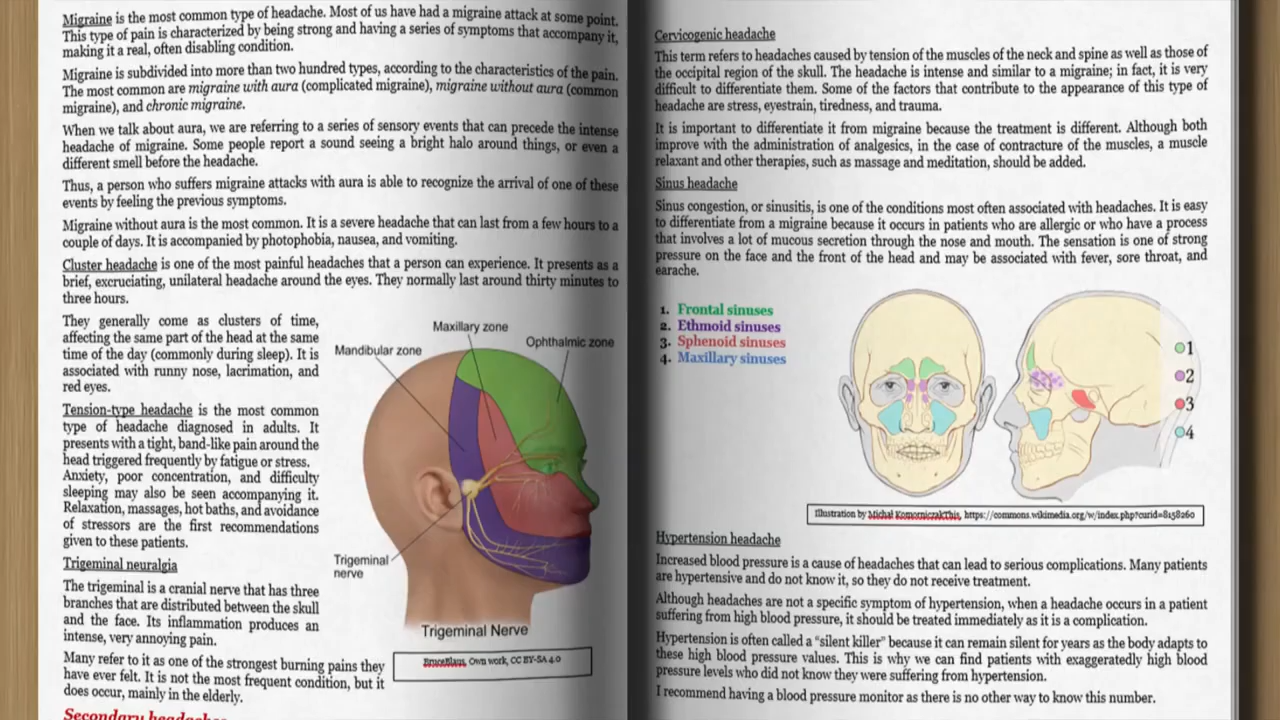 Migraine is the most common type of headache. Most of us have had a migraine attack at some point.
This type of pain is characterized by being strong and having a series of symptoms that accompany it,
making it a real, often disabling condition.
Migraine is subdivided into more than two hundred types, according to the characteristics of the pain.
The most common are migraine with aura (complicated migraine), migraine without aura (common
migraine), and chronic migraine.
When we talk about aura, we are referring to a series of sensory events that can precede the intense
headache of migraine. Some people report a sound seeing a bright halo around things, or even a
different smell before the headache.
Thus, a person who suffers migraine attacks with aura is able to recognize the arrival of one of these
events by feeling the previous symptoms.
Migraine without aura is the most common. It is a severe headache that can last from a few hours to a
couple of days. It is accompanied by photophobia, nausea, and vomiting.
Cluster headache is one of the most painful headaches that a person can experience. It presents as a
brief, excruciating, unilateral headache around the eyes. They normally last around thirty minutes to
three hours.
They generally come as clusters of time,
affecting the same part of the head at the same
time of the day (commonly during sleep). It is
associated with runny nose, lacrimation, and
red eyes.
Tension-type headache is the most common
type of headache diagnosed in adults. It
presents with a tight, band-like pain around the
head triggered frequently by fatigue or stress.
Anxiety, poor concentration, and difficulty
sleeping may also be seen accompanying it.
Relaxation, massages, hot baths, and avoidance
of stressors are the first recommendations
given to these patients.
Trigeminal neuralgia
The trigeminal is a cranial nerve that has three
branches that are distributed between the skull
and the face. Its inflammation produces an
intense, very annoying pain.
Many refer to it as one of the strongest burning pains they
have ever felt. It is not the most frequent condition, but it
does occur, mainly in the elderly.
Secondary headaches
Maxillary zone
Ophthalmic zone
Mandibular zone
Trigeminal
nerve
Trigeminal Nerve
BruceBlaus, Own work, CC BY-SA 4.0
Cervicogenic headache
This term refers to headaches caused by tension of the muscles of the neck and spine as well as those of
the occipital region of the skull. The headache is intense and similar to a migraine; in fact, it is very
difficult to differentiate them. Some of the factors that contribute to the appearance of this type of
headache are stress, eyestrain, tiredness, and trauma.
It is important to differentiate it from migraine because the treatment is different. Although both
improve with the administration of analgesics, in the case of contracture of the muscles, a muscle
relaxant and other therapies, such as massage and meditation, should be added.
Sinus headache
Sinus congestion, or sinusitis, is one of the conditions most often associated with headaches. It is easy
to differentiate from a migraine because it occurs in patients who are allergic or who have a process
that involves a lot of mucous secretion through the nose and mouth. The sensation is one of strong
pressure on the face and the front of the head and may be associated with fever, sore throat, and
earache.
1. Frontal sinuses
2. Ethmoid sinuses
3. Sphenoid sinuses
4. Maxillary sinuses
1
2
3
4
Illustration by Michał KomorniczakThis, https://commons.wikimedia.org/w/index.php?curid=8158260
Hypertension headache
Increased blood pressure is a cause of headaches that can lead to serious complications. Many patients
are hypertensive and do not know it, so they do not receive treatment.
Although headaches are not a specific symptom of hypertension, when a headache occurs in a patient
suffering from high blood pressure, it should be treated immediately as it is a complication.
Hypertension is often called a "silent killer" because it can remain silent for years as the body adapts to
these high blood pressure values. This is why we can find patients with exaggeratedly high blood
pressure levels who did not know they were suffering from hypertension.
I recommend having a blood pressure monitor as there is no other way to know this number.